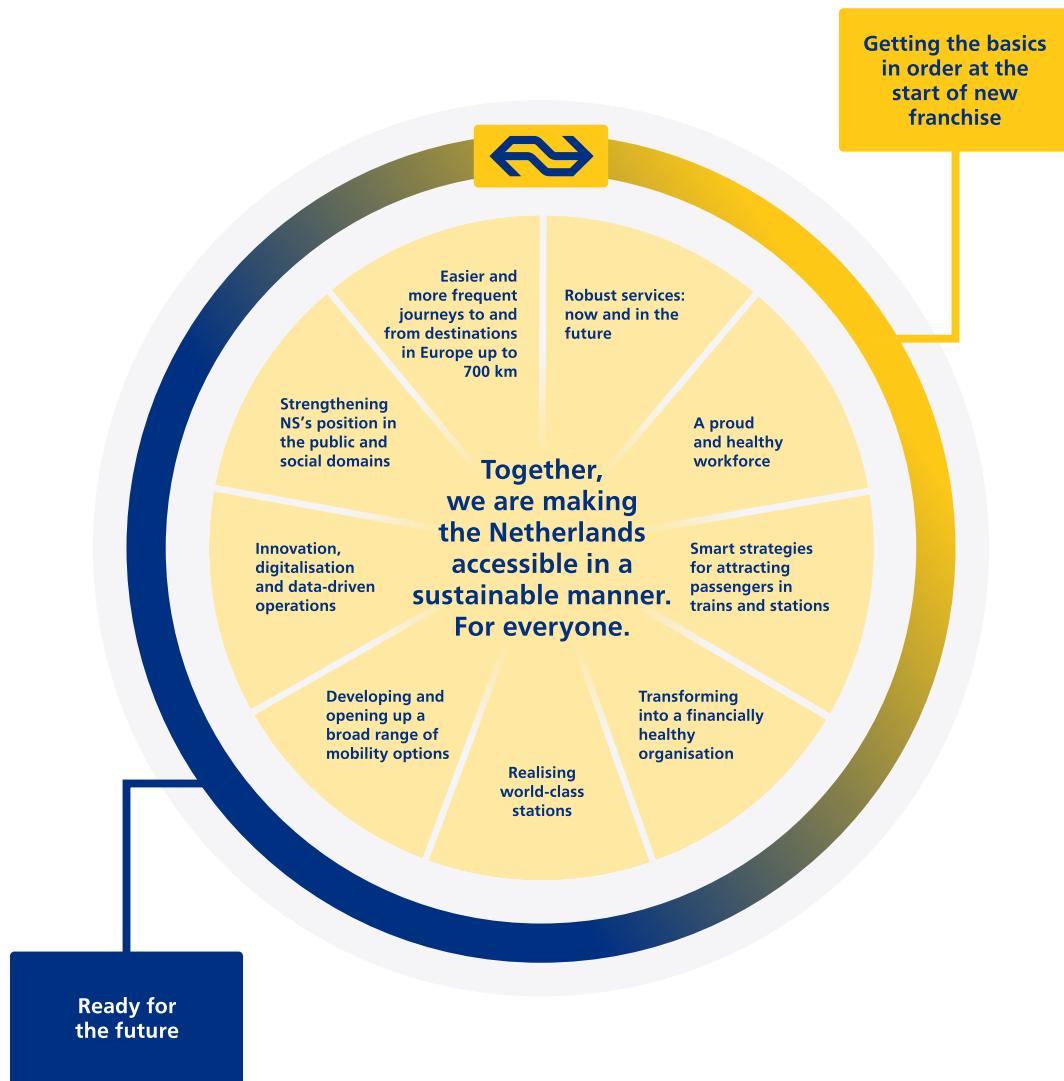 Getting the basics
in order at the
start of new
franchise
Easier and
more frequent
journeys to and
from destinations
in Europe up to
700 km
Robust services:
now and in the
future
A proud
and healthy
workforce
Smart strategies
for attracting
passengers in
trains and stations
Transforming
into a financially
healthy
organisation
Realising
world-class
stations
Developing and
opening up a
broad range of
mobility options
Innovation,
digitalisation
and data-driven
operations
Strengthening
NS’s position in
the public and
social domains
Together,
we are making
the Netherlands
accessible in a
sustainable manner.
For everyone.
Ready for
the future